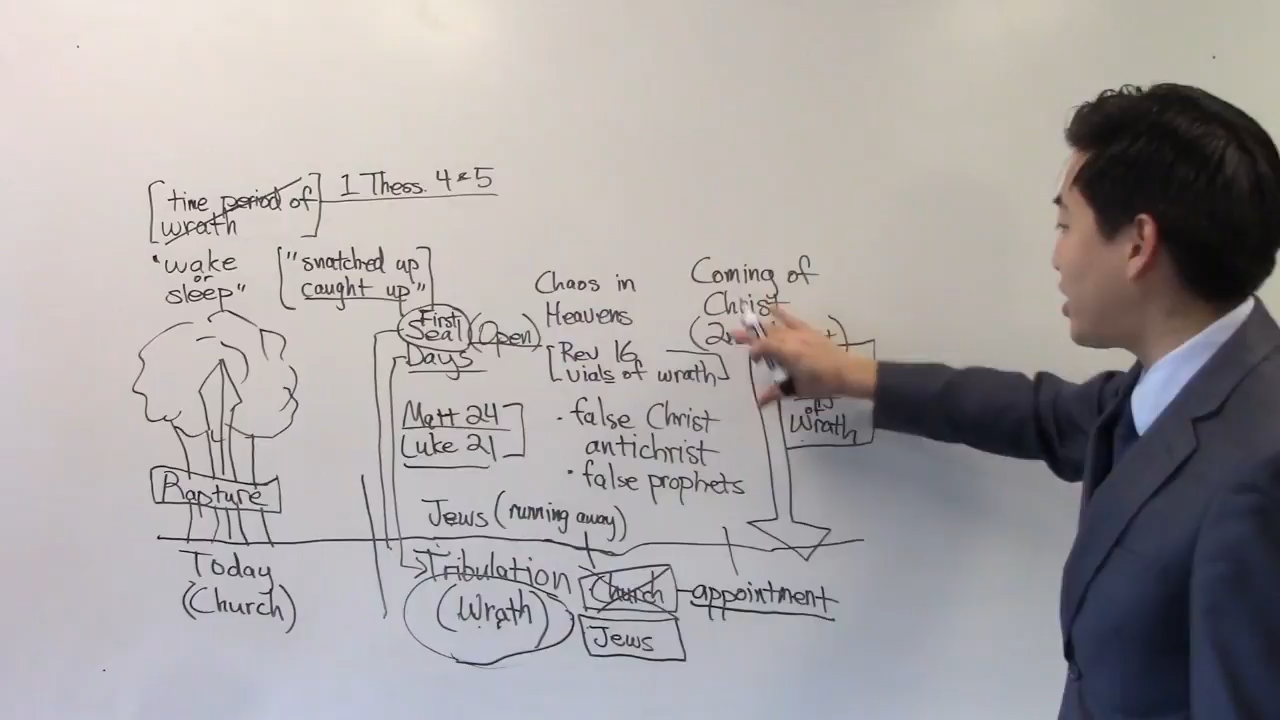 [time period of
wrath]
1 Thess. 4 & 5
"wake
or
sleep"
["snatched up
caught up"]
Rapture
Today
(Church)
First
Seal
(Open)
Days
Matt 24
Luke 21
Chaos in
Heavens
[Rev 16
vials of wrath]
• false Christ
antichrist
• false prophets
Jews (running away)
Coming of
Christ
of
Wrath
Tribulation
(Wrath)
Church
Jews
appointment